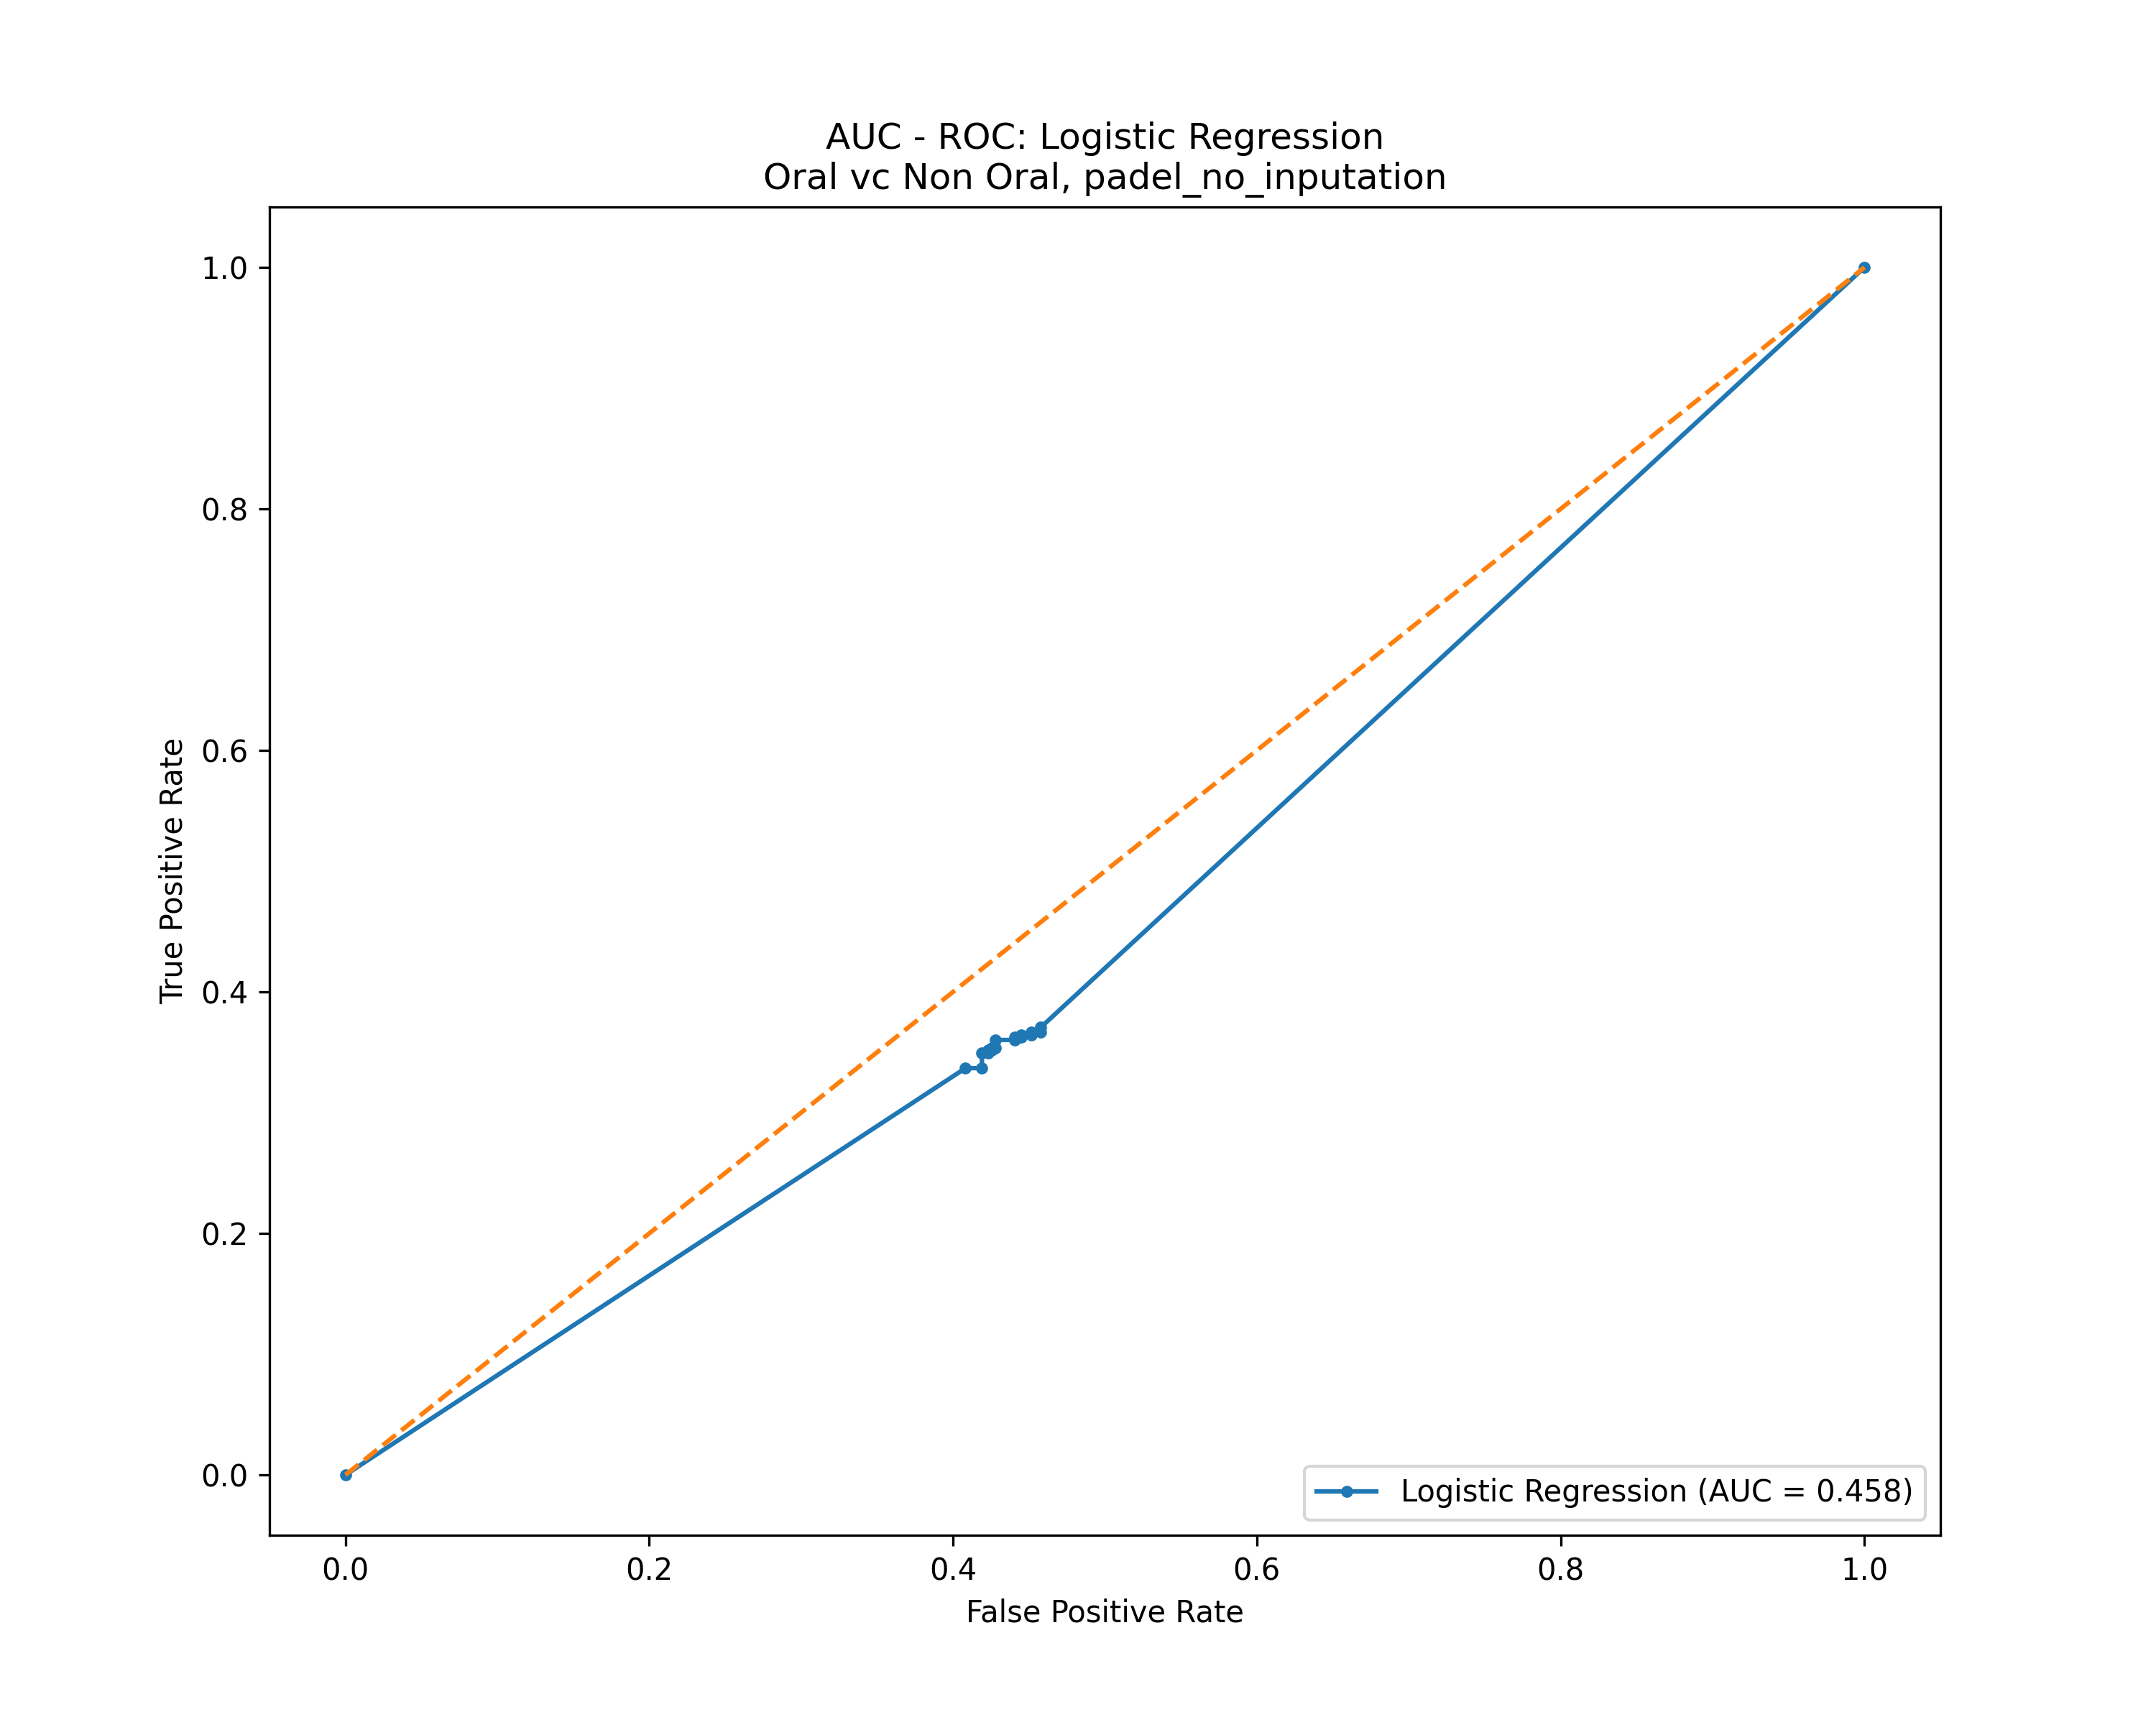 AUC - ROC: Logistic Regression
Oral vc Non Oral, padel_no_inputation
True Positive Rate
1.0
0.8
0.6
0.4
0.2
0.0
Logistic Regression (AUC = 0.458)
0.0 0.2 0.4 0.6 0.8 1.0
False Positive Rate